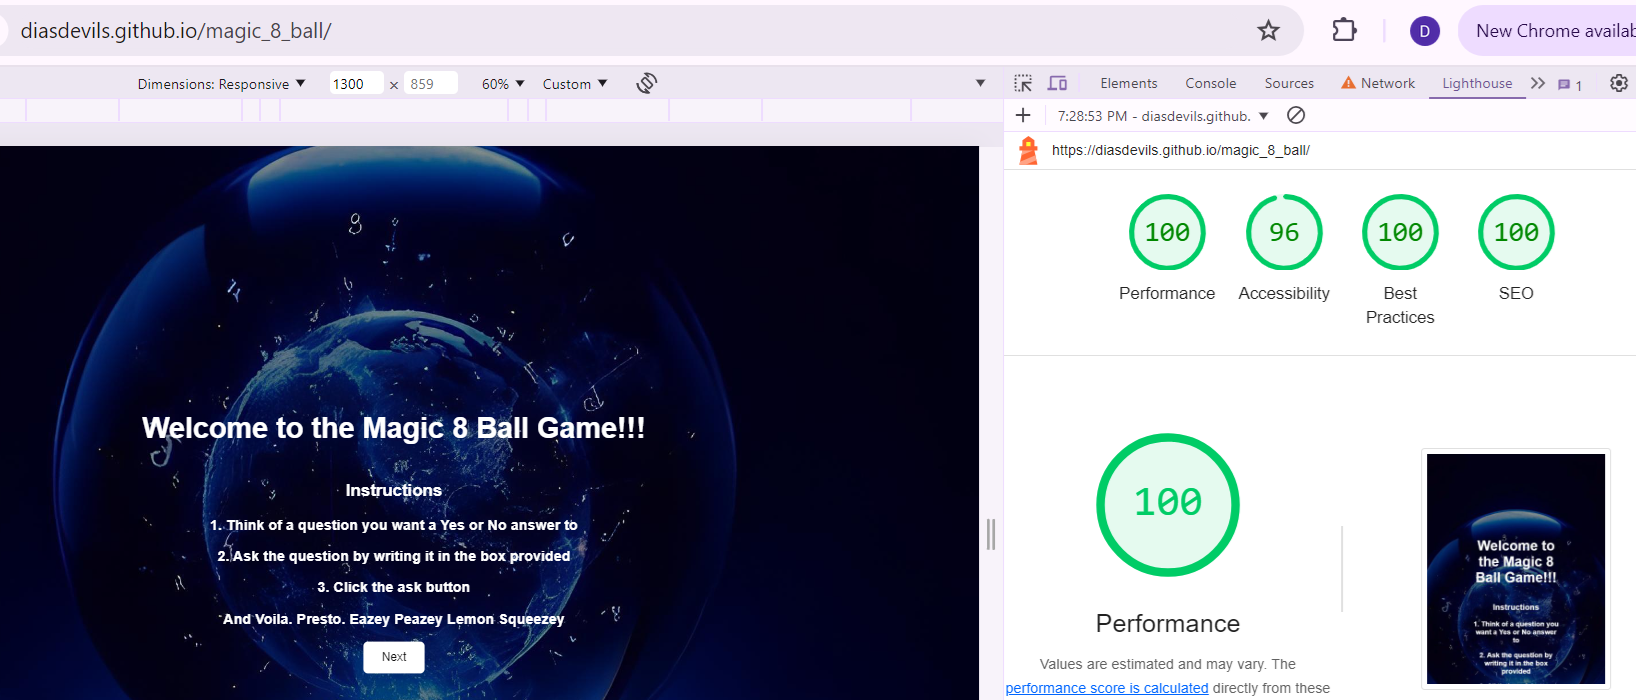 diasdevils.github.io/magic_8_ball/
D
New Chrome availab
Dimensions: Responsive
1300 x 859
60%
Custom
Elements
Console
Sources
Network
Lighthouse
1
7:28:53 PM - diasdevils.github.
https://diasdevils.github.io/magic_8_ball/
100
96
100
100
Performance
Accessibility
Best
Practices
SEO
Welcome to the Magic 8 Ball Game!!!
Instructions
1. Think of a question you want a Yes or No answer to
2. Ask the question by writing it in the box provided
3. Click the ask button
And Voila. Presto. Eazey Peazey Lemon Squeezey
Next
100
Performance
Values are estimated and may vary. The
performance score is calculated directly from these
Welcome to
the Magic 8
Ball Game!!!
Instructions
1. Think of a question you
want a Yes or No answer
to
2. Ask the question by
writing it in the box
provided